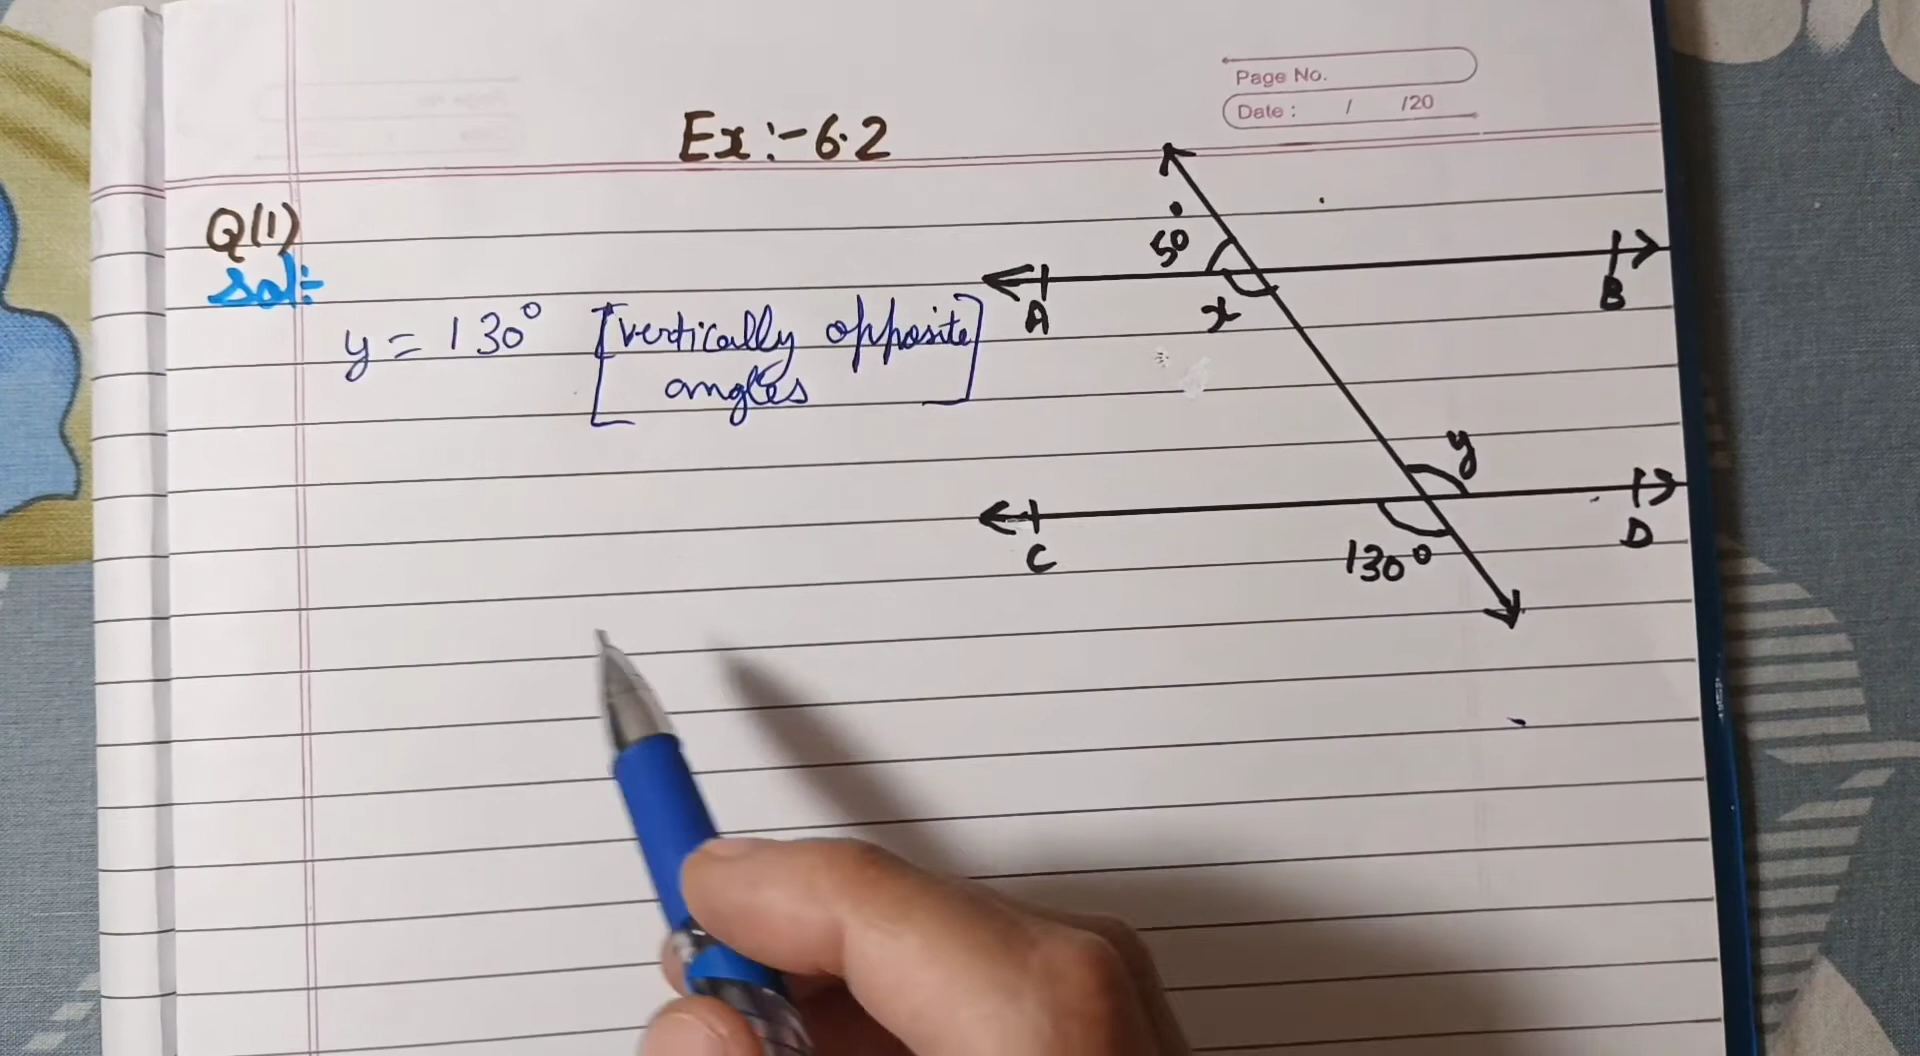 Page No.
Date : / /20
Ex :- 6.2
Q(1)
Sol:-
y = 130° [vertically opposite
angles]
50°
A
B
x
y
C
D
130°